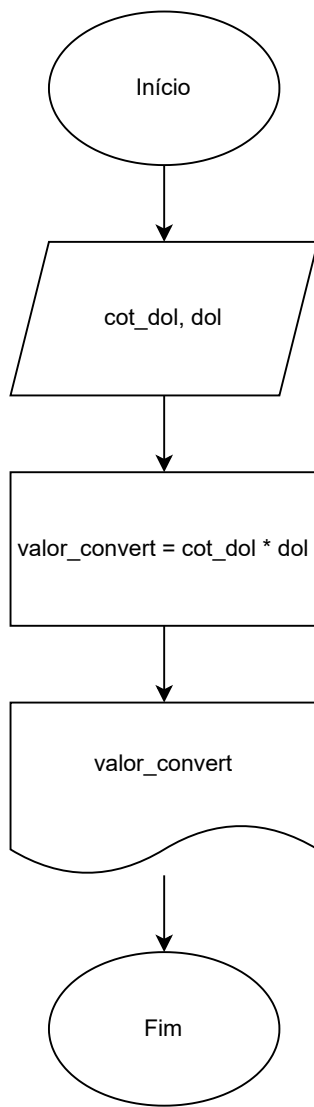 Início
cot_dol, dol
valor_convert = cot_dol * dol
valor_convert
Fim